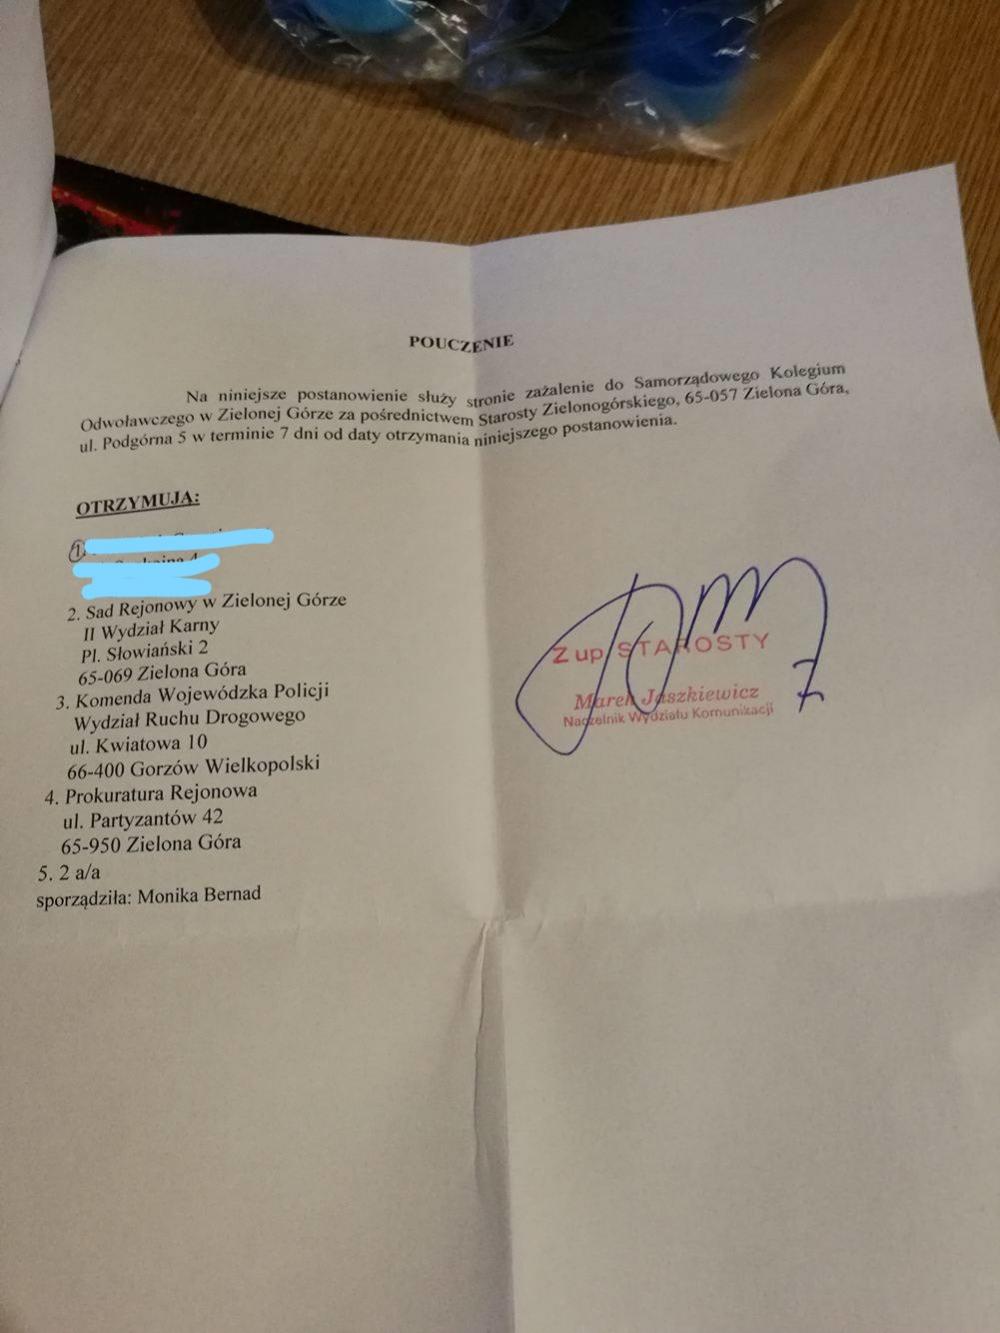 POUCZENIE
Na niniejsze postanowienie służy stronie zażalenie do Samorządowego Kolegium
Odwoławczego w Zielonej Górze za pośrednictwem Starosty Zielonogórskiego, 65-057 Zielona Góra,
ul. Podgórna 5 w terminie 7 dni od daty otrzymania niniejszego postanowienia.
OTRZYMUJĄ:
1.
2. Sad Rejonowy w Zielonej Górze
II Wydział Karny
Pl. Słowiański 2
65-069 Zielona Góra
3. Komenda Wojewódzka Policji
Wydział Ruchu Drogowego
ul. Kwiatowa 10
66-400 Gorzów Wielkopolski
4. Prokuratura Rejonowa
ul. Partyzantów 42
65-950 Zielona Góra
5. 2 a/a
sporządziła: Monika Bernad
Z up. STAROSTY
Marek Jaszkiewicz
Naczelnik Wydziału Komunikacji